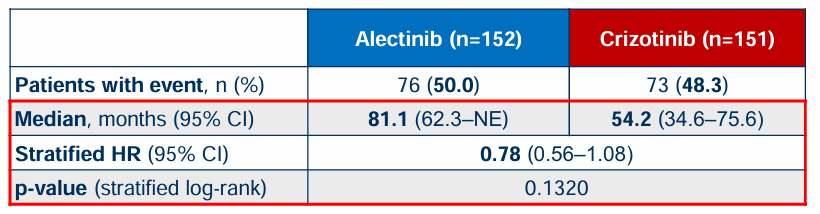 Alectinib (n=152) Crizotinib (n=151)
Patients with event, n (%) 76 (50.0) 73 (48.3)
Median, months (95% CI) 81.1 (62.3–NE) 54.2 (34.6–75.6)
Stratified HR (95% CI) 0.78 (0.56–1.08)
p-value (stratified log-rank) 0.1320